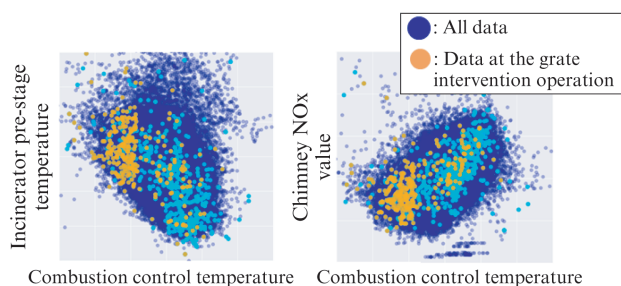 : All data
: Data at the grate
intervention operation
Incinerator pre-stage
temperature
Chimney NOx
value
Combustion control temperature
Combustion control temperature